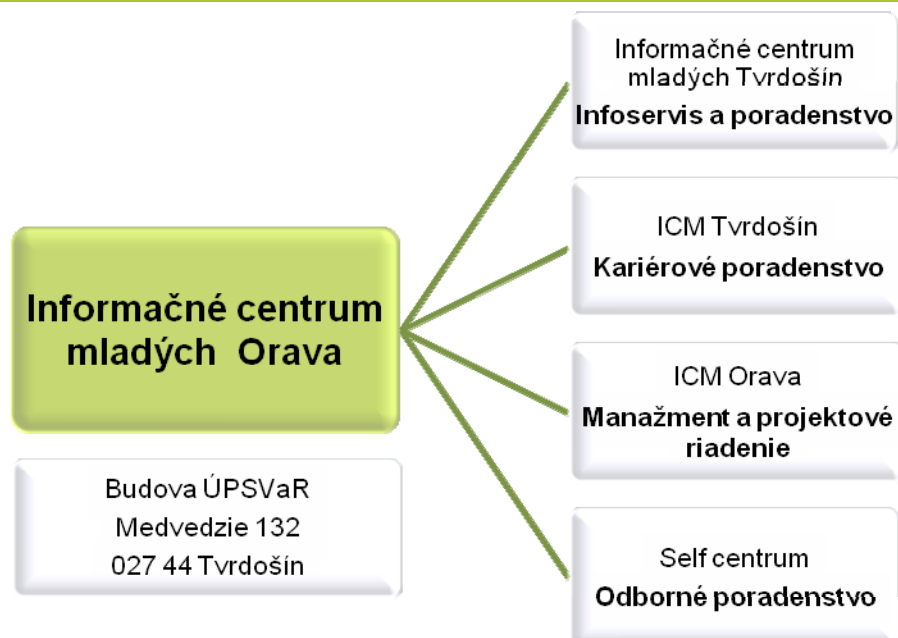 Informačné centrum
mladých Orava
Budova ÚPSVaR
Medvedzie 132
027 44 Tvrdošín
Informačné centrum
mladých Tvrdošín
Infoservis a poradenstvo
ICM Tvrdošín
Kariérové poradenstvo
ICM Orava
Manažment a projektové
riadenie
Self centrum
Odborné poradenstvo